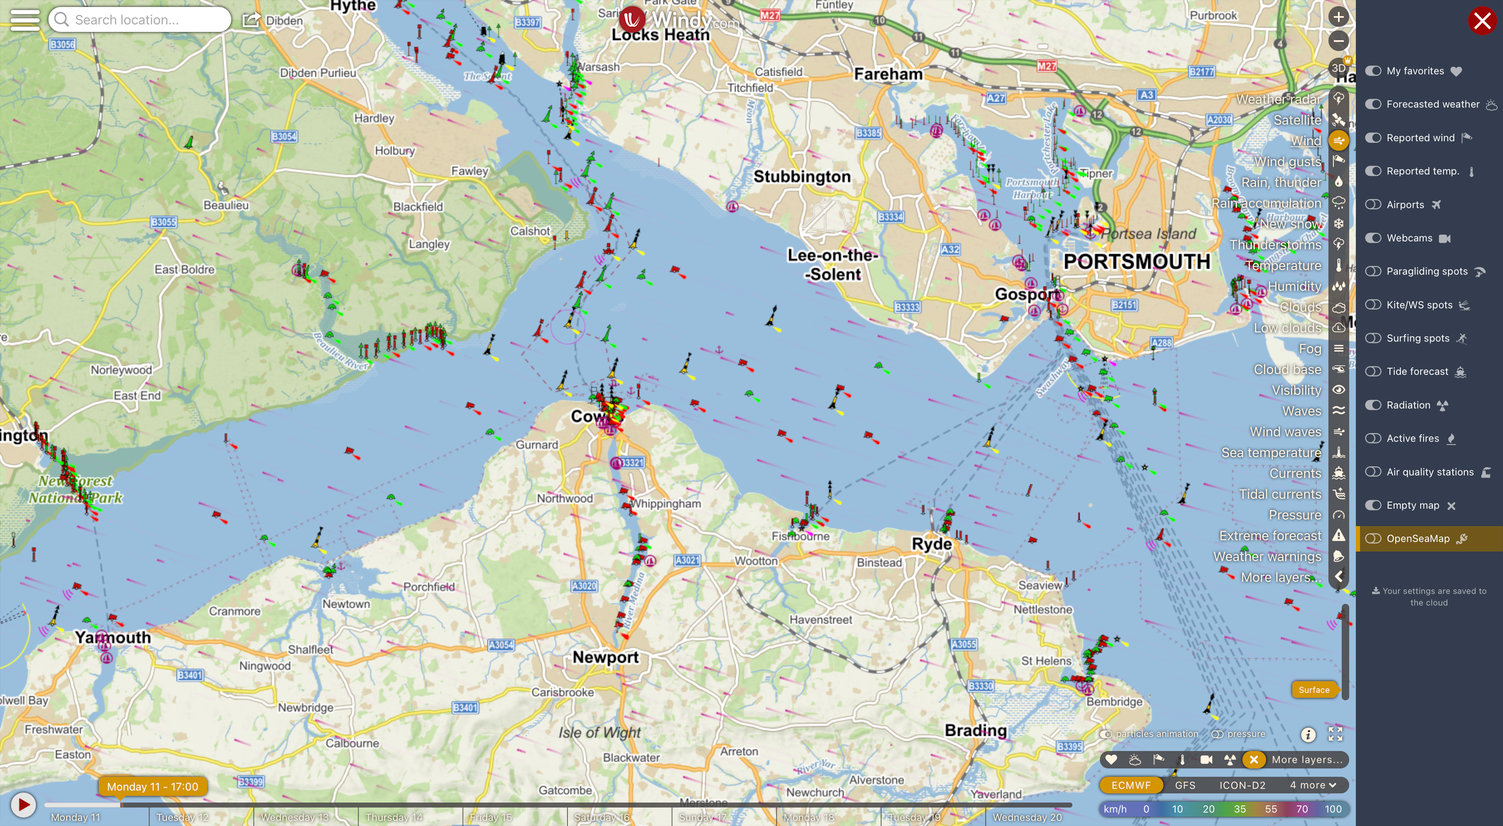 Search location...
Windy.com
Hythe
Dibden
B3397
Locks Heath
Funtley
M27
Purbrook
B3056
The Solent
Warsash
Catisfield
Titchfield
Fareham
M27
B2177
3D
Dibden Purlieu
A27
A3
Hardley
B3054
B3385
12
12
A2030
Holbury
Fawley
River Meon
Stubbington
Portsmouth Harbour
Tipner
Beaulieu
Blackfield
B3055
Calshot
B3334
Portsea Island
Langley
A32
Lee-on-the-
-Solent
PORTSMOUTH
East Boldre
Gosport
B2151
B3333
Beaulieu River
A288
Swashway
Norleywood
East End
Cowes
Gurnard
B3321
New Forest
National Park
Northwood
Whippingham
Fishbourne
Ryde
Wootton
Binstead
A3021
A3020
Porchfield
Newtown
Cranmore
River Medina
Seaview
Nettlestone
Havenstreet
Yarmouth
Shalfleet
Ningwood
A3054
A3055
Newport
St Helens
B3401
Carisbrooke
B3330
Bembridge
Newbridge
B3401
Freshwater
Isle of Wight
Brading
Calbourne
Blackwater
Arreton
B3395
Easton
B3399
Gatcombe
River Yar
Alverstone
Newchurch
Yaverland
Merstone
Weather radar
Satellite
Wind
Wind gusts
Rain, thunder
Rain accumulation
New snow
Thunderstorms
Temperature
Humidity
Clouds
Low clouds
Fog
Cloud base
Visibility
Waves
Wind waves
Sea temperature
Currents
Tidal currents
Pressure
Extreme forecast
Weather warnings
More layers...
Surface
particles animation
pressure
More layers...
ECMWF GFS ICON-D2 4 more
km/h 0 10 20 35 55 70 100
Monday 11 - 17:00
Monday 11 Tuesday 12 Wednesday 13 Thursday 14 Friday 15 Saturday 16 Sunday 17 Monday 18 Tuesday 19 Wednesday 20
My favorites
Forecasted weather
Reported wind
Reported temp.
Airports
Webcams
Paragliding spots
Kite/WS spots
Surfing spots
Tide forecast
Radiation
Active fires
Air quality stations
Empty map
OpenSeaMap
Your settings are saved to
the cloud